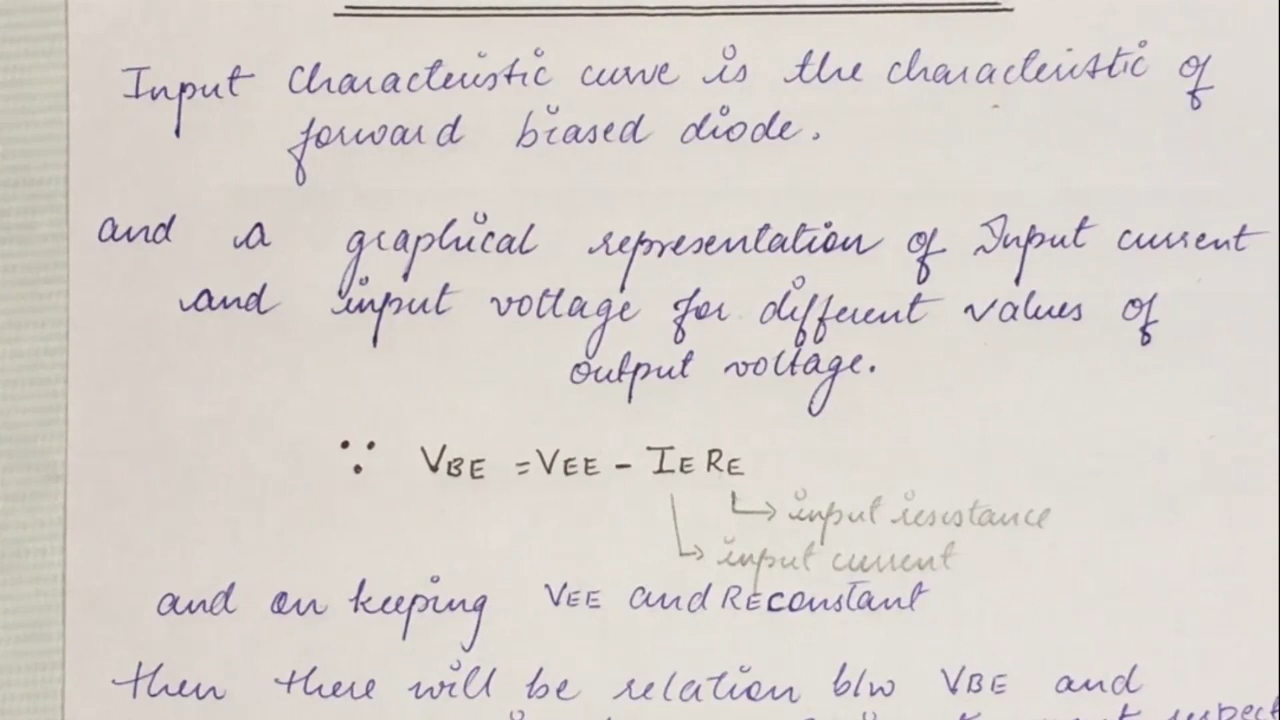 Input Characteristic curve is the characteristic of
forward biased diode.
and a graphical representation of Input current
and input voltage for different values of
output voltage.
∵ VBE = VEE - IE RE
input resistance
input current
and on keeping VEE and RE constant
then there will be relation b/w VBE and
respect